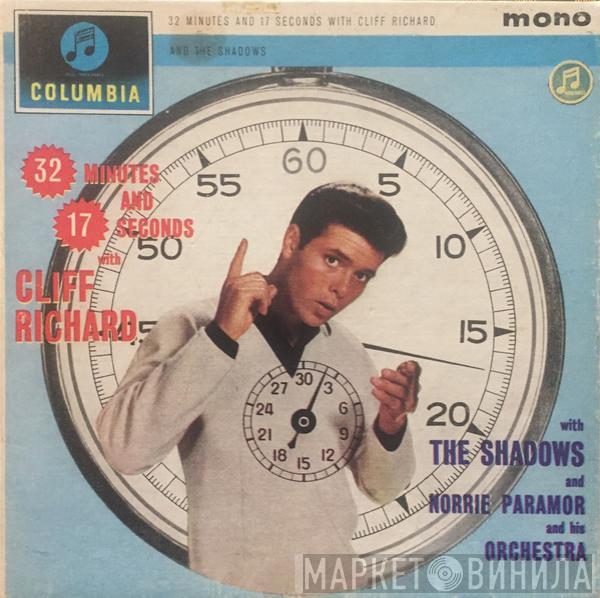 32 MINUTES AND 17 SECONDS WITH CLIFF RICHARD
mono
AND THE SHADOWS
COLUMBIA
32 MINUTES
AND
17 SECONDS
with
CLIFF
RICHARD
60
5
10
15
20
45
50
55
30
3
6
9
12
15
18
21
24
27
with
THE SHADOWS
and
NORRIE PARAMOR
and his
ORCHESTRA
МАРКЕТ ВИНИЛА